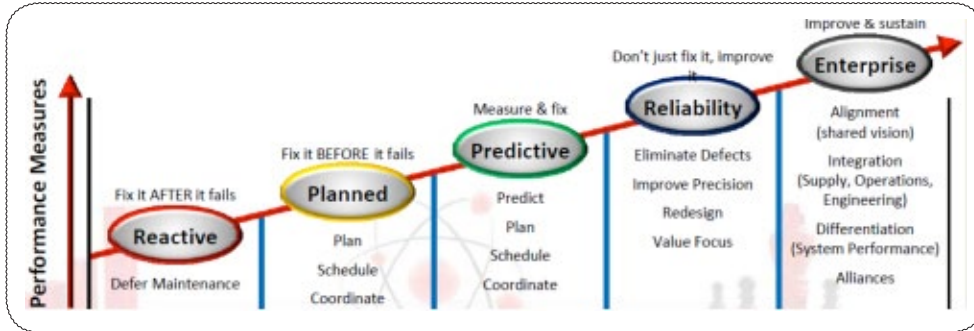 Performance Measures
Fix it AFTER it fails
Reactive
Defer Maintenance
Fix it BEFORE it fails
Planned
Plan
Schedule
Coordinate
Measure & fix
Predictive
Predict
Plan
Schedule
Coordinate
Don't just fix it, improve
it
Reliability
Eliminate Defects
Improve Precision
Redesign
Value Focus
Improve & sustain
Enterprise
Alignment
(shared vision)
Integration
(Supply, Operations,
Engineering)
Differentiation
(System Performance)
Alliances